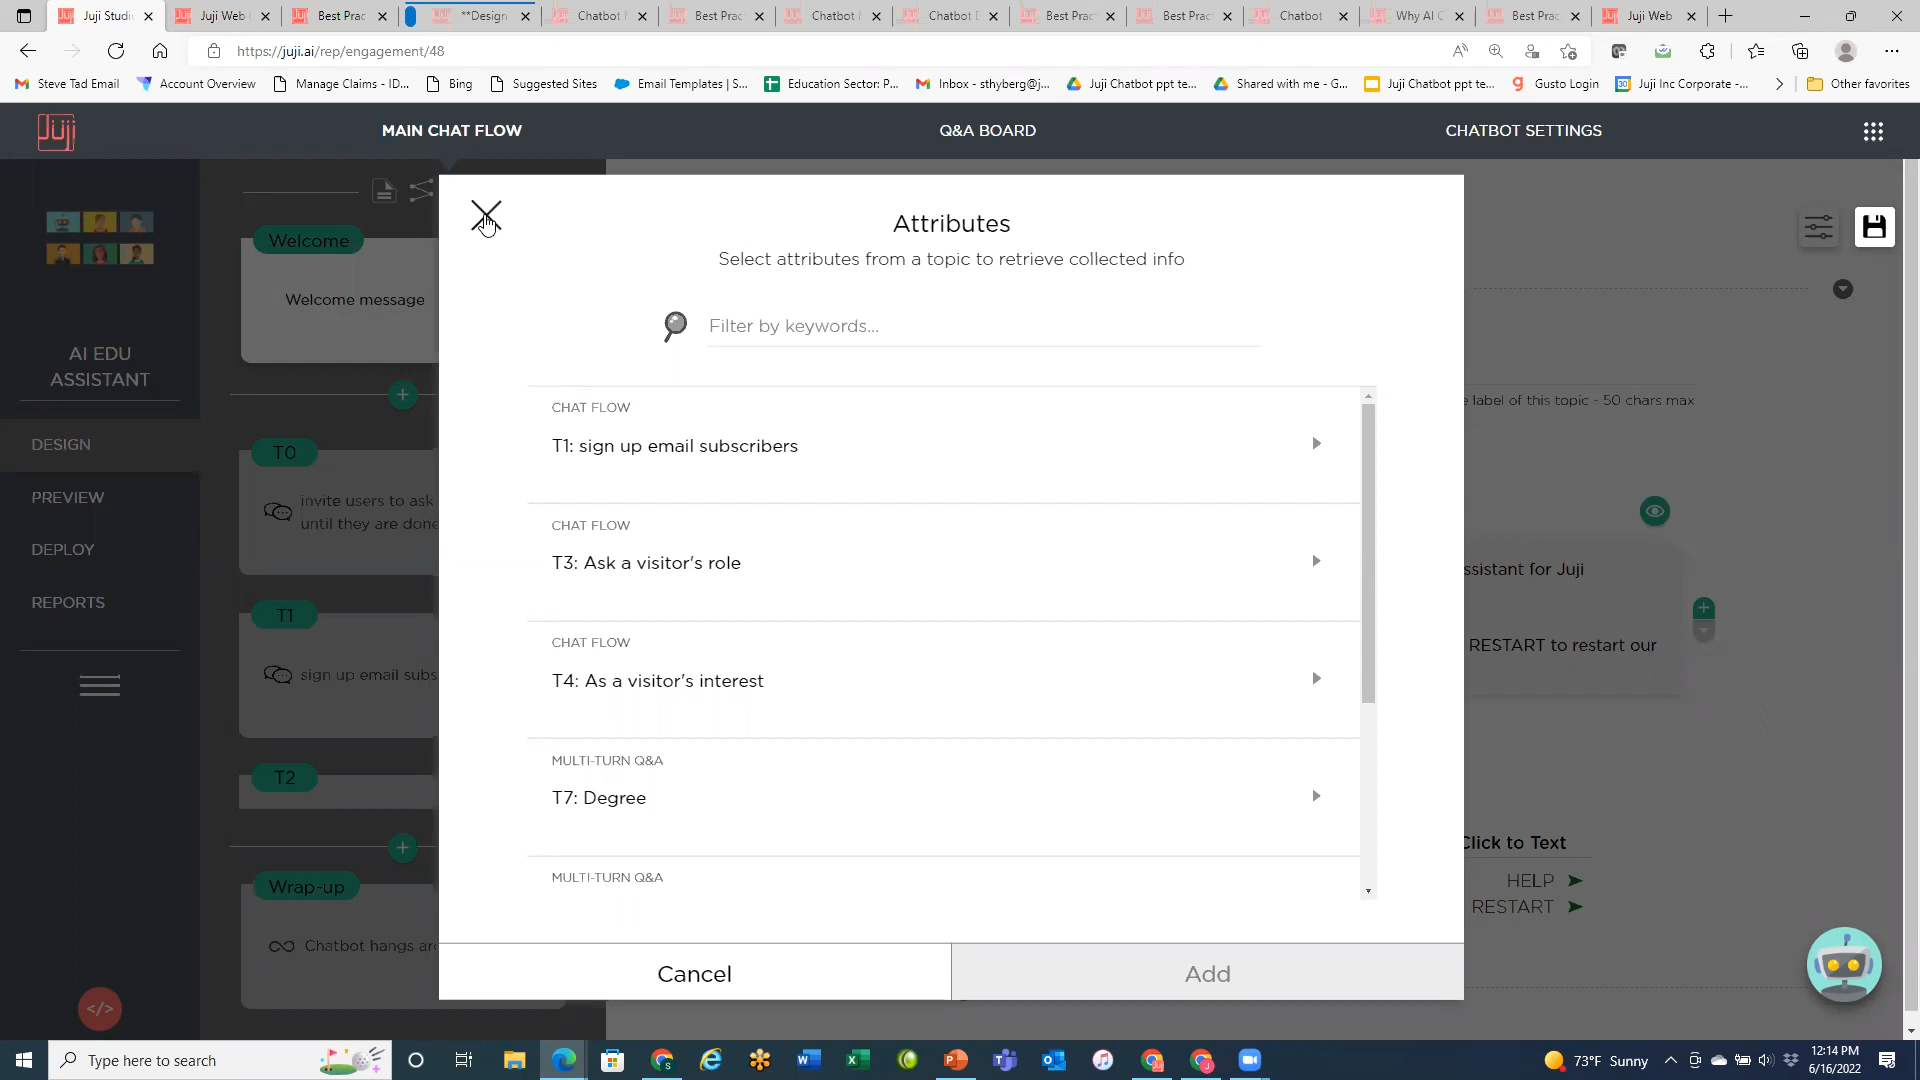 Juji Studi
Juji Web
Best Prac
**Design
Chatbot
Best Prac
Chatbot
Chatbot
Best Prac
Best Prac
Chatbot
Why AI C
Best Prac
Juji Web
https://juji.ai/rep/engagement/48
Steve Tad Email
Account Overview
Manage Claims - ID...
Bing
Suggested Sites
Email Templates | S...
Education Sector: P...
Inbox - sthyberg@j...
Juji Chatbot ppt te...
Shared with me - G...
Juji Chatbot ppt te...
Gusto Login
Juji Inc Corporate -...
Other favorites
Juji
MAIN CHAT FLOW
Q&A BOARD
CHATBOT SETTINGS
AI EDU
ASSISTANT
DESIGN
PREVIEW
DEPLOY
REPORTS
</>
Welcome
Welcome message
T0
invite users to ask
until they are done
T1
sign up email subs
T2
Wrap-up
Chatbot hangs ar
Attributes
Select attributes from a topic to retrieve collected info
Filter by keywords...
CHAT FLOW
T1: sign up email subscribers
CHAT FLOW
T3: Ask a visitor's role
CHAT FLOW
T4: As a visitor's interest
MULTI-TURN Q&A
T7: Degree
MULTI-TURN Q&A
Cancel
Add
e label of this topic - 50 chars max
ssistant for Juji
RESTART to restart our
Click to Text
HELP
RESTART
Type here to search
73°F Sunny
12:14 PM
6/16/2022